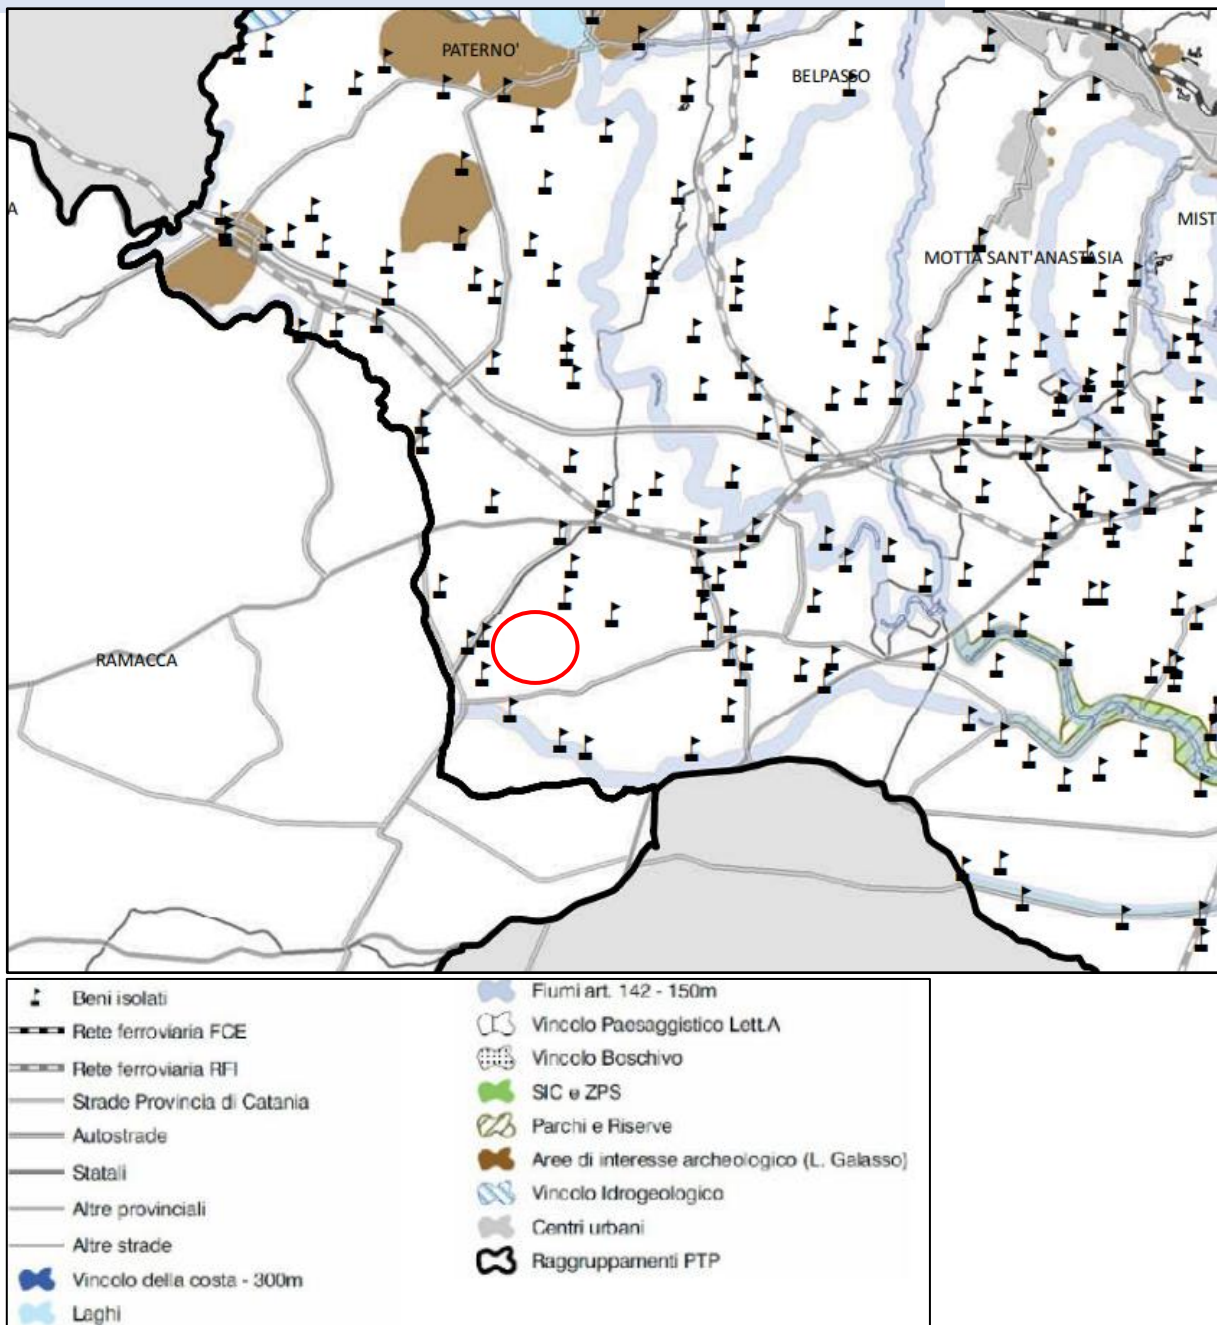 PATERNO'
BELPASSO
A
MIST
MOTTA SANT'ANASTASIA
RAMACCA
Beni isolati
Rete ferroviaria FCE
Rete ferroviaria RFI
Strade Provincia di Catania
Autostrade
Statali
Altre provinciali
Altre strade
Vincolo della costa - 300m
Laghi
Fiumi art. 142 - 150m
Vincolo Paesaggistico Lett.A
Vincolo Boschivo
SIC e ZPS
Parchi e Riserve
Aree di interesse archeologico (L. Galasso)
Vincolo Idrogeologico
Centri urbani
Raggruppamenti PTP